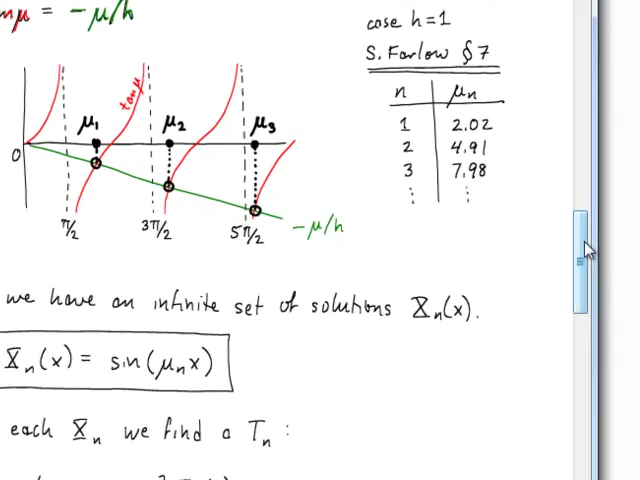 nμ = -μ/h
case h=1
S. Farlow §7
n μn
1 2.02
2 4.91
3 7.98
⋮ ⋮
tan μ
μ1 μ2 μ3
0
π/2 3π/2 5π/2 -μ/h
we have an infinite set of solutions Xn(x).
Xn(x) = sin(μn x)
each Xn we find a Tn :